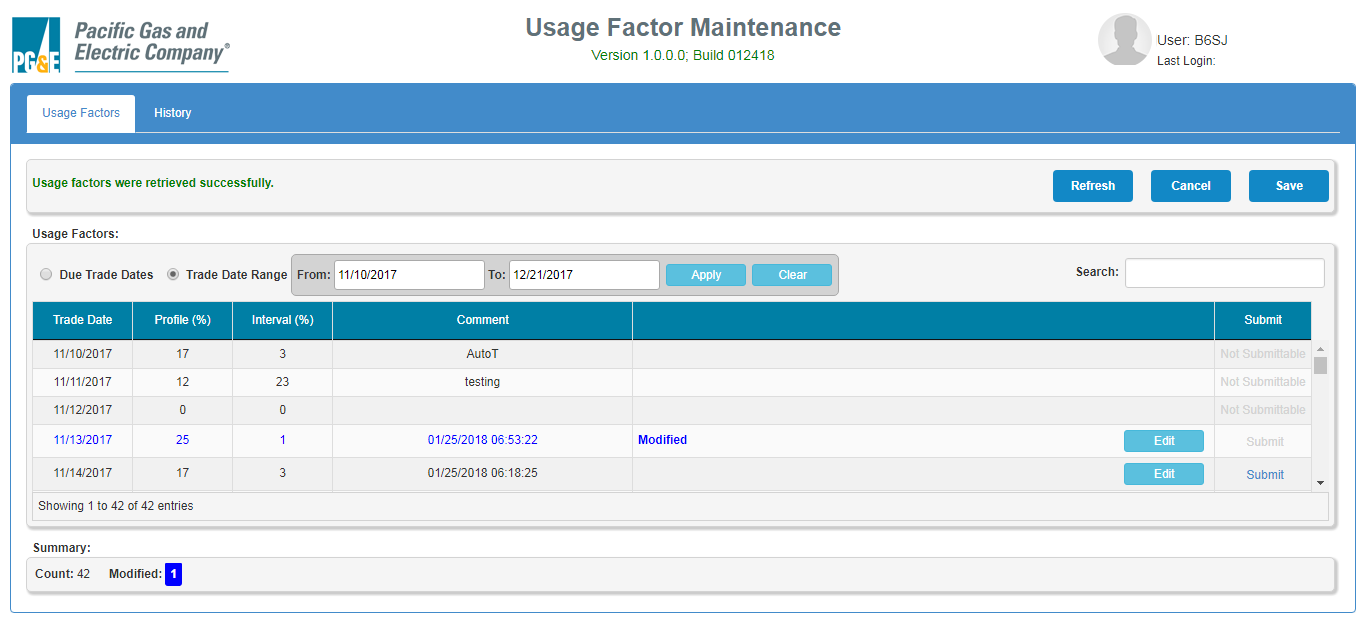 Pacific Gas and
Electric Company®
PG&E
Usage Factor Maintenance
Version 1.0.0.0; Build 012418
User: B6SJ
Last Login:
Usage Factors History
Usage factors were retrieved successfully. Refresh Cancel Save
Usage Factors:
Due Trade Dates Trade Date Range From: 11/10/2017 To: 12/21/2017 Apply Clear Search:
Trade Date Profile (%) Interval (%) Comment Submit
11/10/2017 17 3 AutoT Not Submittable
11/11/2017 12 23 testing Not Submittable
11/12/2017 0 0 Not Submittable
11/13/2017 25 1 01/25/2018 06:53:22 Modified Edit Submit
11/14/2017 17 3 01/25/2018 06:18:25 Edit Submit
Showing 1 to 42 of 42 entries
Summary:
Count: 42 Modified: 1